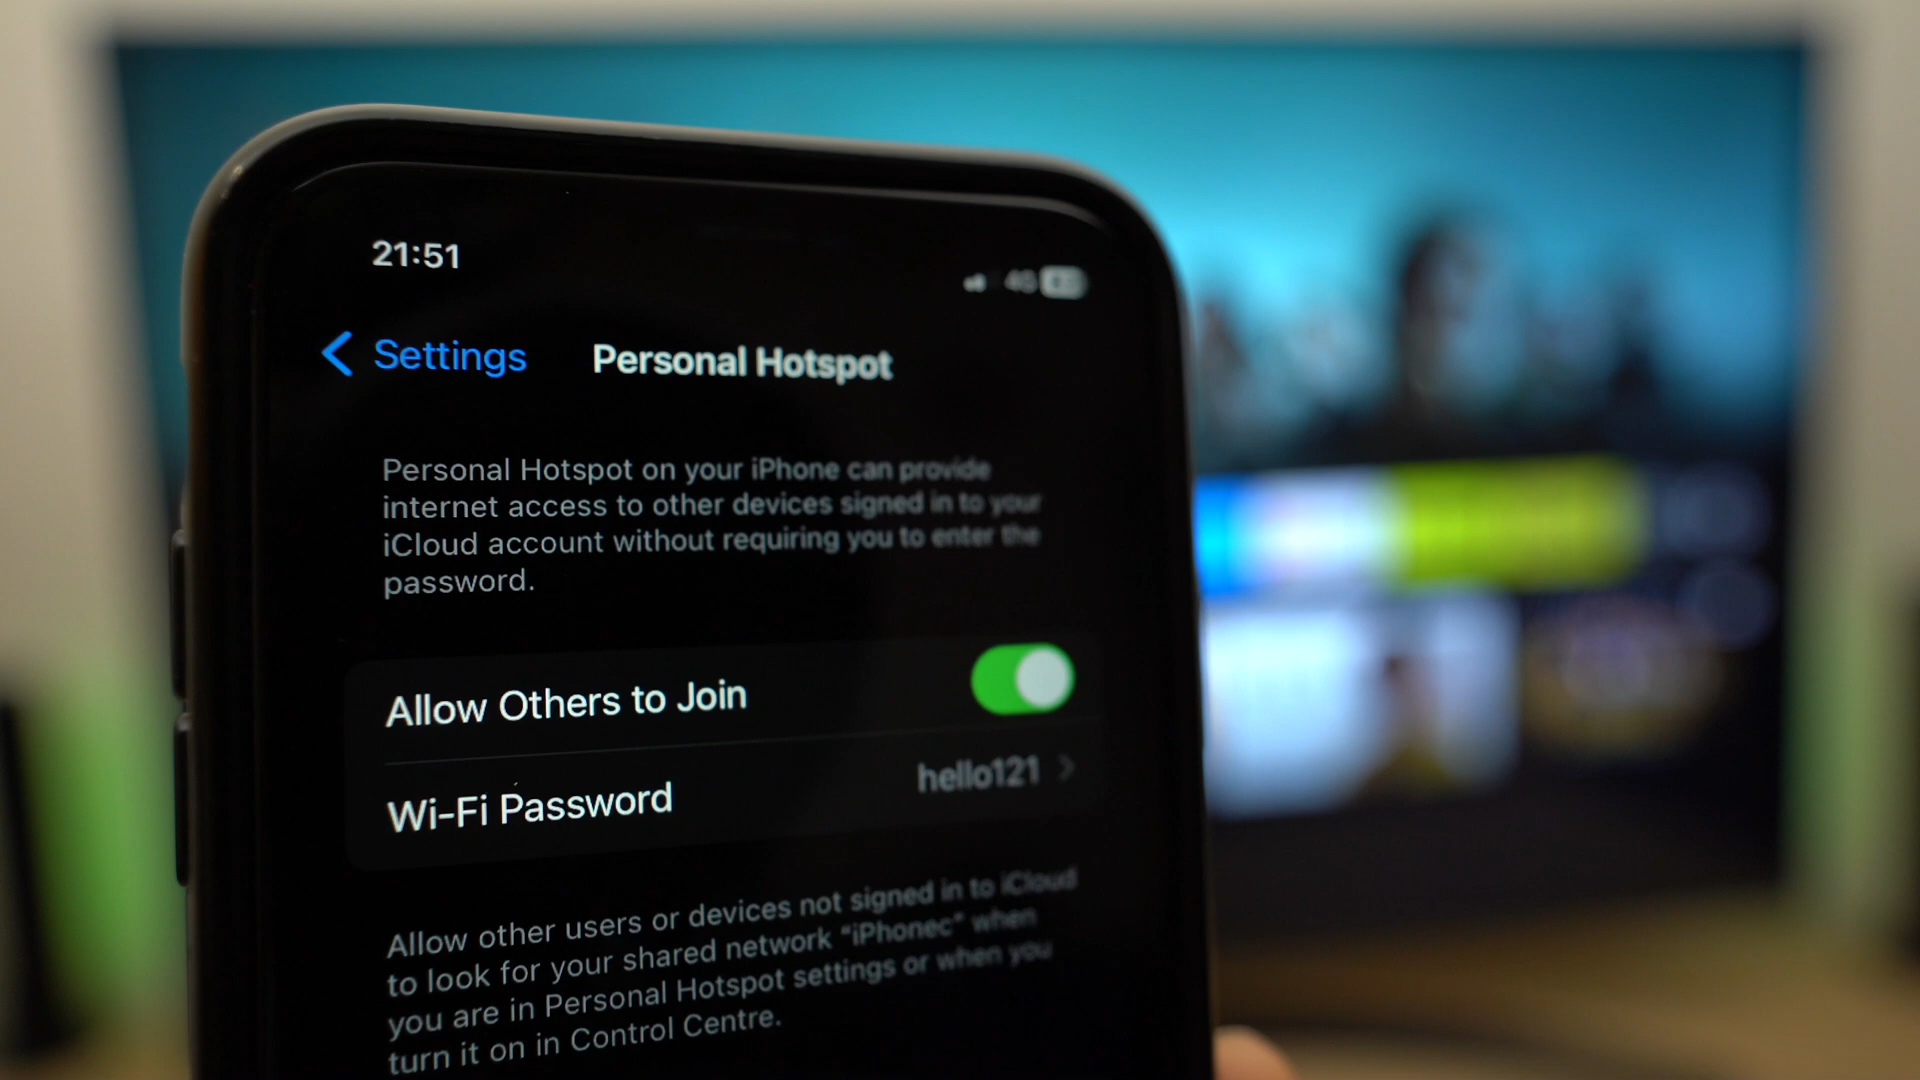 21:51
4G
Settings
Personal Hotspot
Personal Hotspot on your iPhone can provide
internet access to other devices signed in to your
iCloud account without requiring you to enter the
password.
Allow Others to Join
Wi-Fi Password
hello121
Allow other users or devices not signed in to iCloud
to look for your shared network “iPhonec” when
you are in Personal Hotspot settings or when you
turn it on in Control Centre.